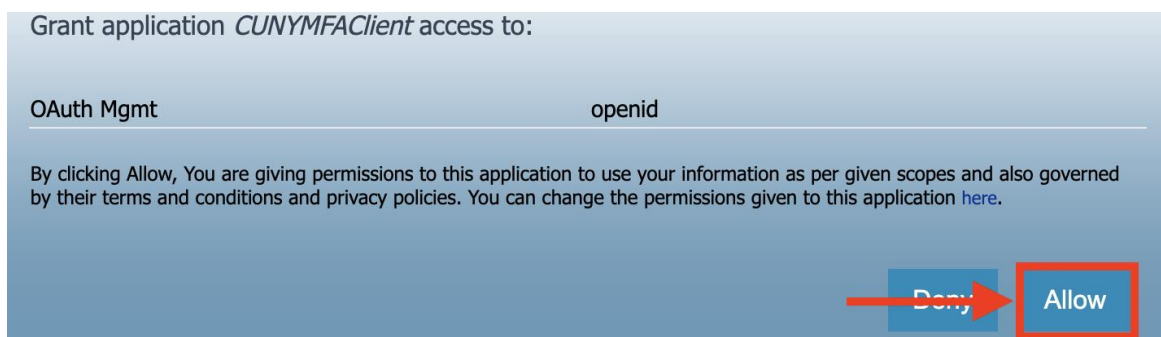 Grant application CUNYMFAClient access to:
OAuth Mgmt openid
By clicking Allow, You are giving permissions to this application to use your information as per given scopes and also governed
by their terms and conditions and privacy policies. You can change the permissions given to this application here.
Deny Allow